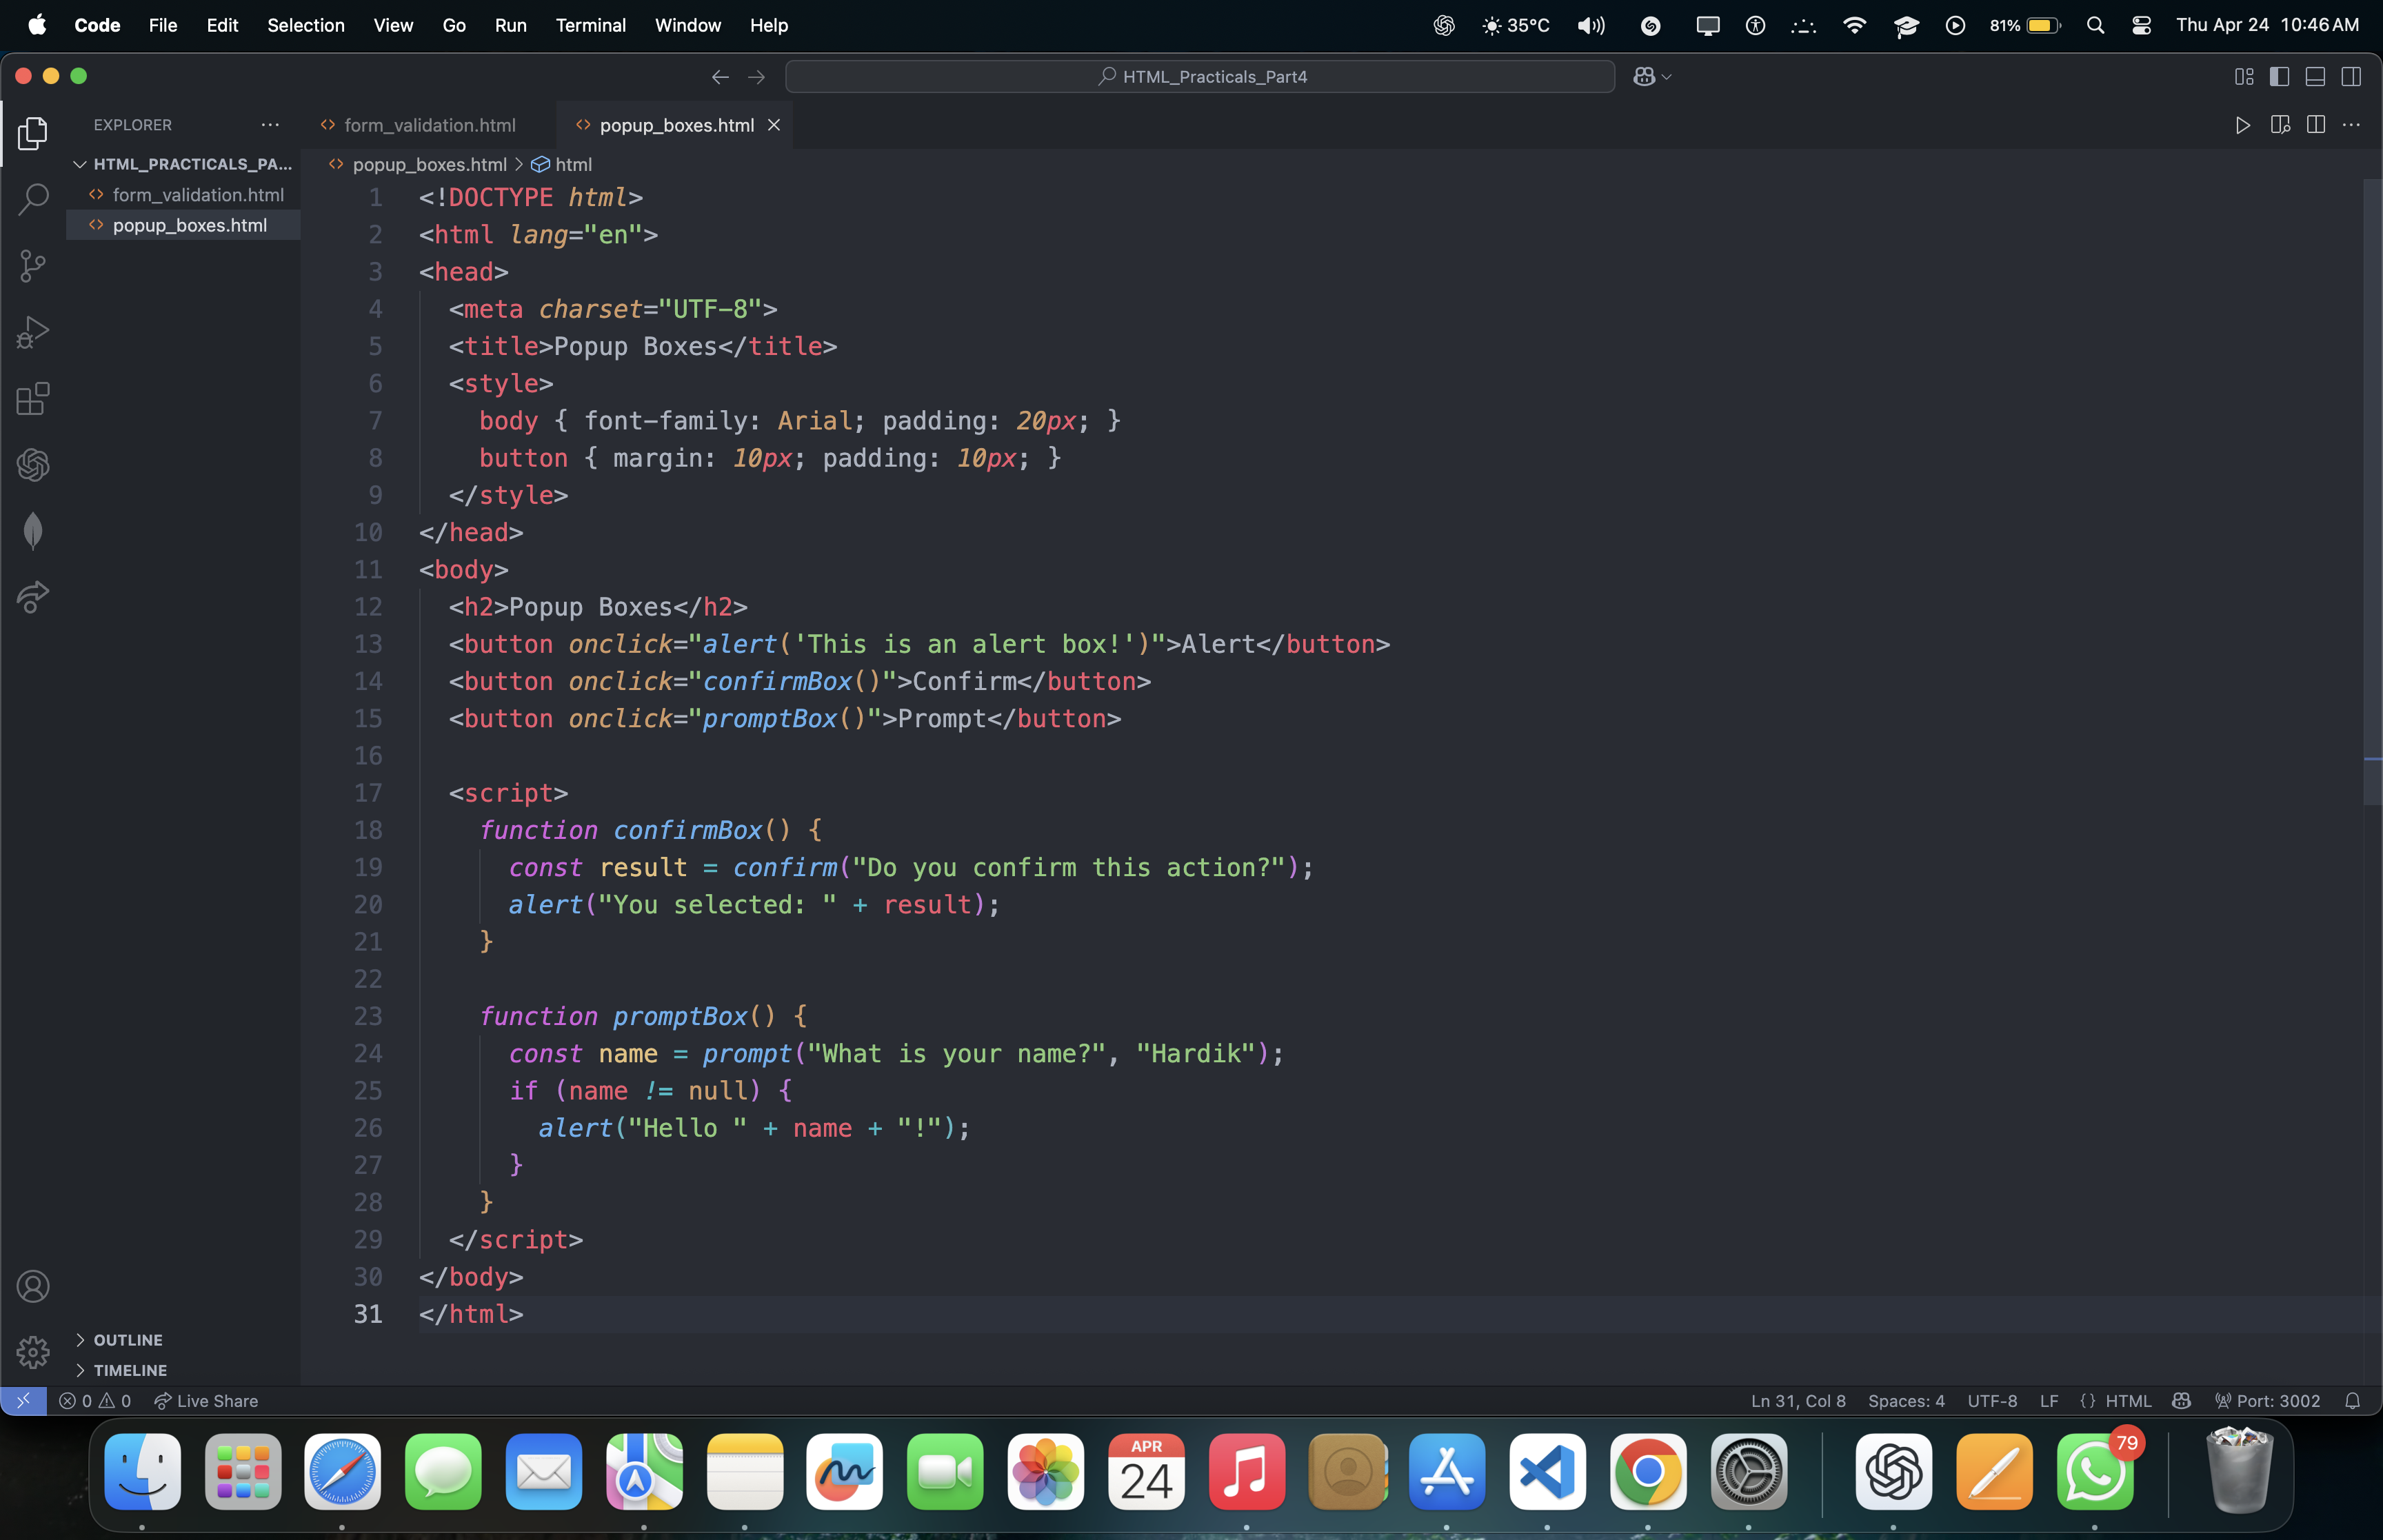 Code File Edit Selection View Go Run Terminal Window Help 35°C 81% Thu Apr 24 10:46 AM
HTML_Practicals_Part4
EXPLORER
form_validation.html popup_boxes.html
HTML_PRACTICALS_PA...
popup_boxes.html > html
form_validation.html
popup_boxes.html
1 <!DOCTYPE html>
2 <html lang="en">
3 <head>
4 <meta charset="UTF-8">
5 <title>Popup Boxes</title>
6 <style>
7 body { font-family: Arial; padding: 20px; }
8 button { margin: 10px; padding: 10px; }
9 </style>
10 </head>
11 <body>
12 <h2>Popup Boxes</h2>
13 <button onclick="alert('This is an alert box!')">Alert</button>
14 <button onclick="confirmBox()">Confirm</button>
15 <button onclick="promptBox()">Prompt</button>
16
17 <script>
18 function confirmBox() {
19 const result = confirm("Do you confirm this action?");
20 alert("You selected: " + result);
21 }
22
23 function promptBox() {
24 const name = prompt("What is your name?", "Hardik");
25 if (name != null) {
26 alert("Hello " + name + "!");
27 }
28 }
29 </script>
30 </body>
31 </html>
OUTLINE
TIMELINE
0 0 Live Share Ln 31, Col 8 Spaces: 4 UTF-8 LF {} HTML Port: 3002
APR
24
79